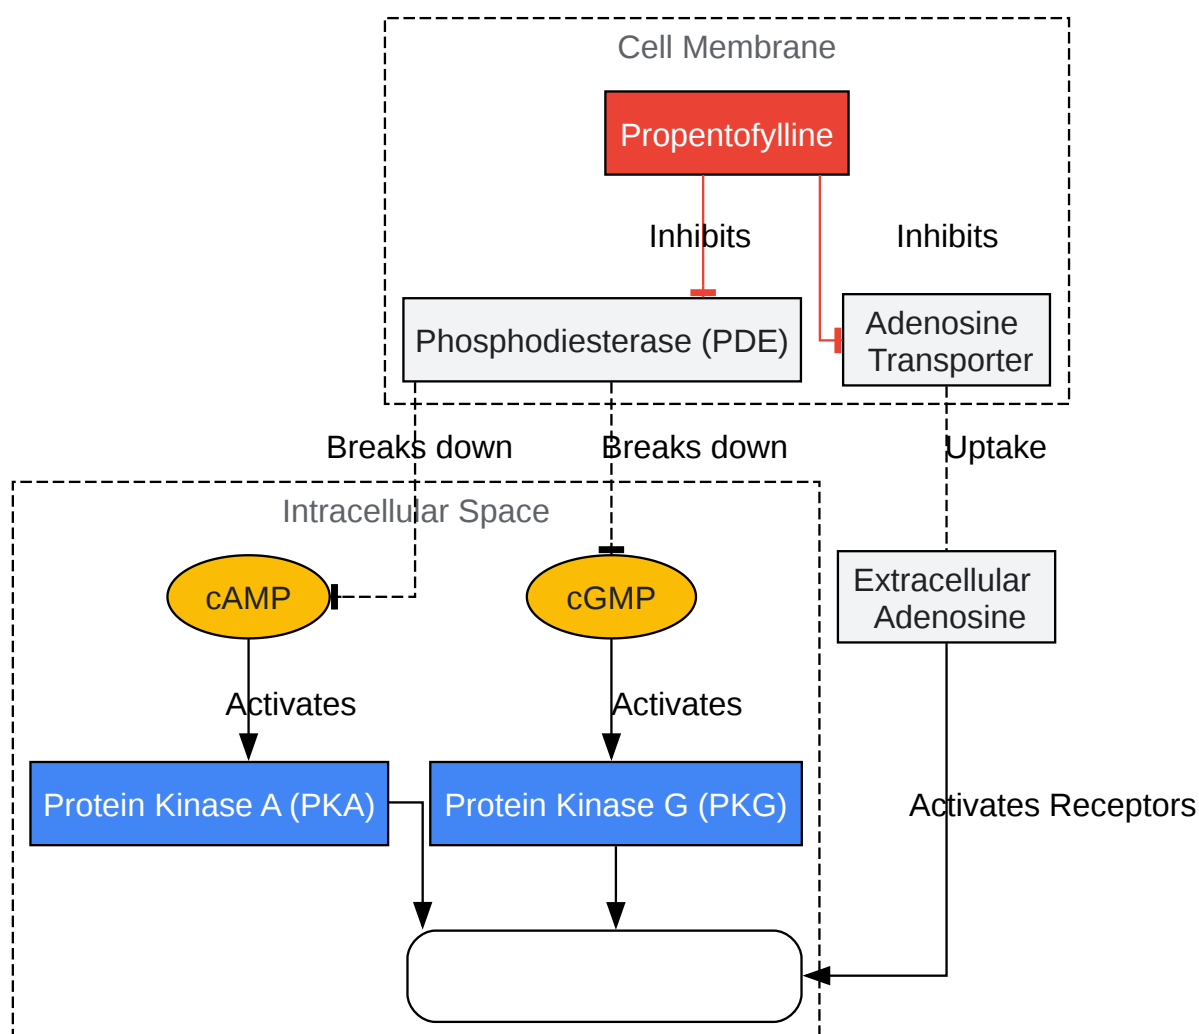 Cell Membrane
Propentofylline
Inhibits
Inhibits
Phosphodiesterase (PDE)
Adenosine
Transporter
Breaks down
Breaks down
Uptake
Intracellular Space
cAMP
cGMP
Extracellular
Adenosine
Activates
Activates
Protein Kinase A (PKA)
Protein Kinase G (PKG)
Activates Receptors